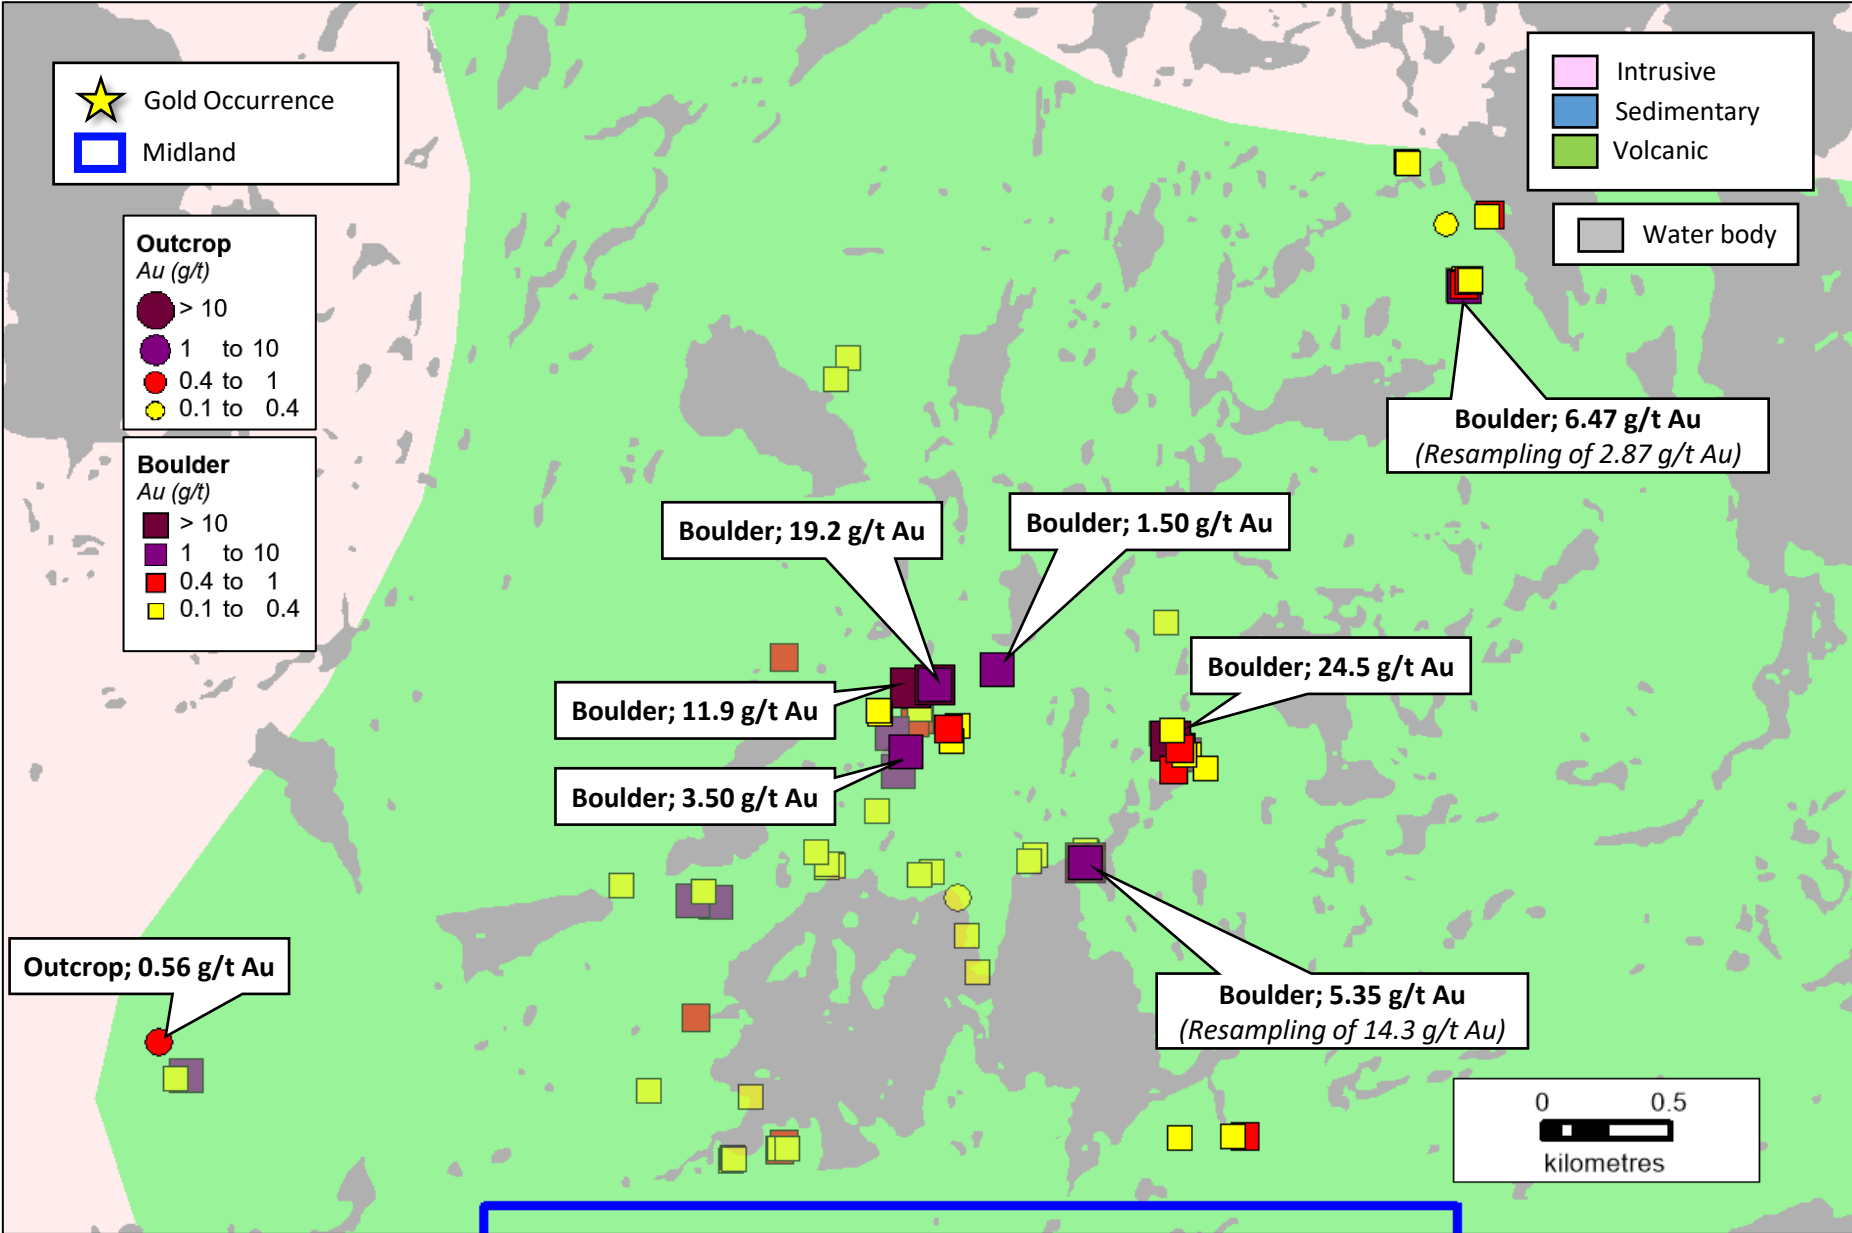 Gold Occurrence
Midland
Intrusive
Sedimentary
Volcanic
Water body
Outcrop
Au (g/t)
> 10
1 to 10
0.4 to 1
0.1 to 0.4
Boulder
Au (g/t)
> 10
1 to 10
0.4 to 1
0.1 to 0.4
Boulder; 6.47 g/t Au
(Resampling of 2.87 g/t Au)
Boulder; 19.2 g/t Au
Boulder; 1.50 g/t Au
Boulder; 24.5 g/t Au
Boulder; 11.9 g/t Au
Boulder; 3.50 g/t Au
Outcrop; 0.56 g/t Au
Boulder; 5.35 g/t Au
(Resampling of 14.3 g/t Au)
0 0.5
kilometres